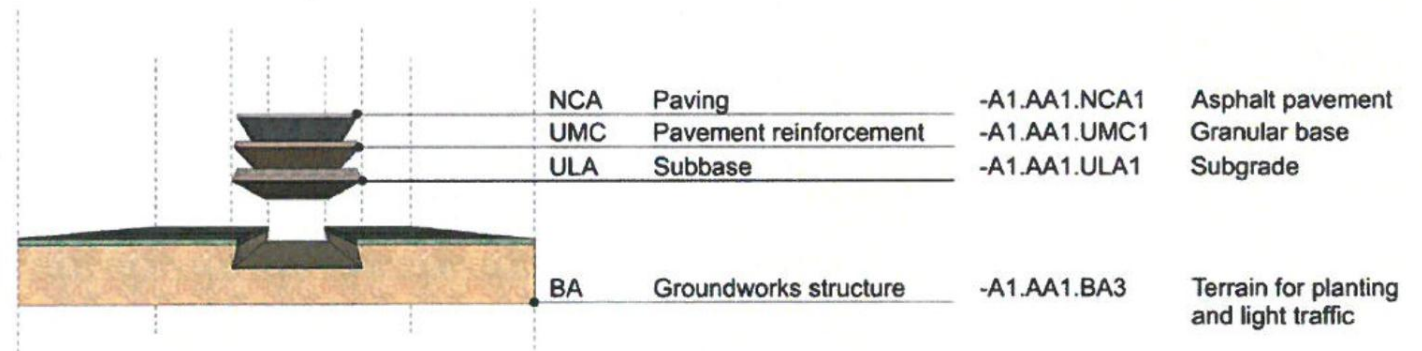 NCA Paving -A1.AA1.NCA1 Asphalt pavement
UMC Pavement reinforcement -A1.AA1.UMC1 Granular base
ULA Subbase -A1.AA1.ULA1 Subgrade
BA Groundworks structure -A1.AA1.BA3 Terrain for planting
and light traffic